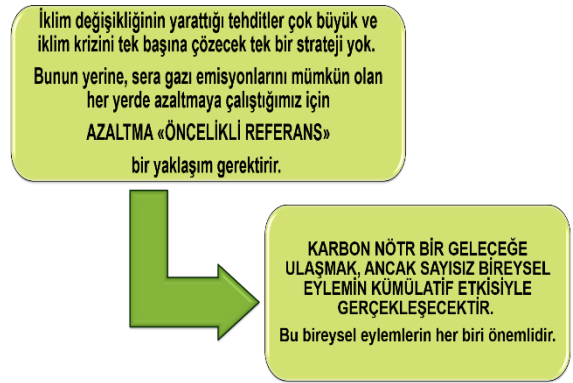 İklim değişikliğinin yarattığı tehditler çok büyük ve
iklim krizini tek başına çözecek tek bir strateji yok.
Bunun yerine, sera gazı emisyonlarını mümkün olan
her yerde azaltmaya çalıştığımız için
AZALTMA «ÖNCELİKLİ REFERANS»
bir yaklaşım gerektirir.
KARBON NÖTR BİR GELECEĞE
ULAŞMAK, ANCAK SAYISIZ BİREYSEL
EYLEMİN KÜMÜLATİF ETKİSİYLE
GERÇEKLEŞECEKTİR.
Bu bireysel eylemlerin her biri önemlidir.